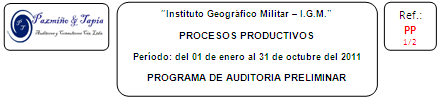 Pazmiño & Tapia
Auditores y Consultores Cía. Ltda.
¨Instituto Geográfico Militar – I.G.M.¨
PROCESOS PRODUCTIVOS
Período: del 01 de enero al 31 de octubre del 2011
PROGRAMA DE AUDITORIA PRELIMINAR
Ref.:
PP
1/2